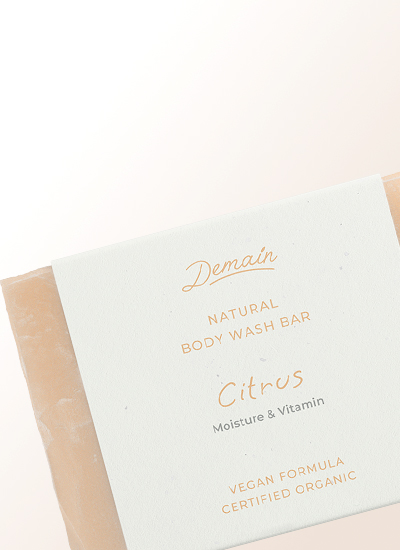 Demain
NATURAL
BODY WASH BAR
Citrus
Moisture & Vitamin
VEGAN FORMULA
CERTIFIED ORGANIC